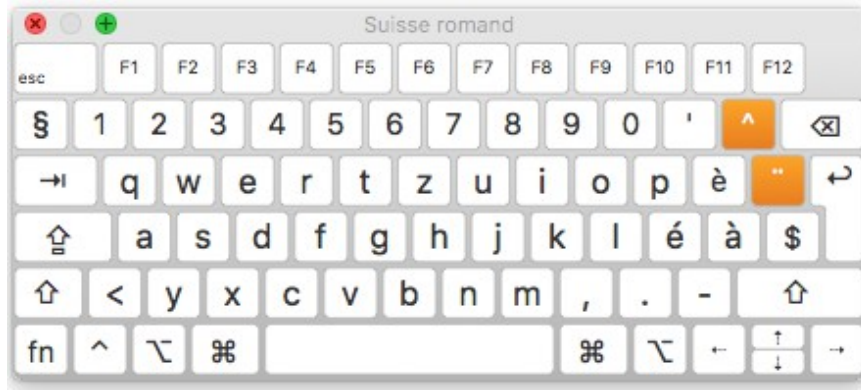 Suisse romand
esc F1 F2 F3 F4 F5 F6 F7 F8 F9 F10 F11 F12
§ 1 2 3 4 5 6 7 8 9 0 ' ^ ⌫
⇥ q w e r t z u i o p è ¨ ↩
⇪ a s d f g h j k l é à $
⇧ < y x c v b n m , . - ⇧
fn ^ ⌥ ⌘ ⌘ ⌥ ← ↑ ↓ →